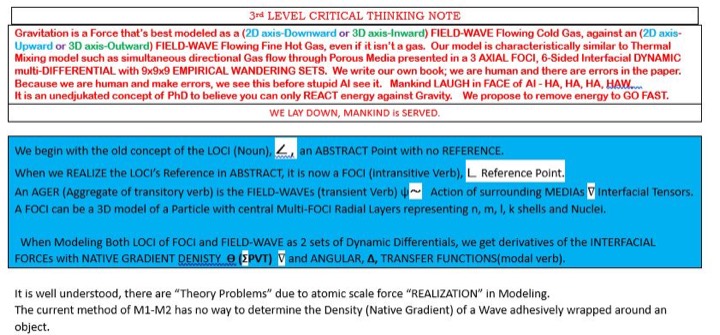 3rd LEVEL CRITICAL THINKING NOTE
Gravitation is a Force that's best modeled as a (2D axis-Downward or 3D axis-Inward) FIELD-WAVE Flowing Cold Gas, against an (2D axis-
Upward or 3D axis-Outward) FIELD-WAVE Flowing Fine Hot Gas, even if it isn't a gas. Our model is characteristically similar to Thermal
Mixing model such as simultaneous directional Gas flow through Porous Media presented in a 3 AXIAL FOCI, 6-Sided Interfacial DYNAMIC
multi-DIFFERENTIAL with 9x9x9 EMPIRICAL WANDERING SETS. We write our own book; we are human and there are errors in the paper.
Because we are human and make errors, we see this before stupid AI see it. Mankind LAUGH in FACE of AI - HA, HA, HA, HAW....
It is an unedjukated concept of PhD to believe you can only REACT energy against Gravity. We propose to remove energy to GO FAST.
WE LAY DOWN, MANKIND is SERVED.
We begin with the old concept of the LOCI (Noun), ∠, an ABSTRACT Point with no REFERENCE.
When we REALIZE the LOCI's Reference in ABSTRACT, it is now a FOCI (intransitive Verb), ∟ Reference Point.
An AGER (Aggregate of transitory verb) is the FIELD-WAVEs (transient Verb) ψ~ Action of surrounding MEDIAs ∇ Interfacial Tensors.
A FOCI can be a 3D model of a Particle with central Multi-FOCI Radial Layers representing n, m, l, k shells and Nuclei.
When Modeling Both LOCI of FOCI and FIELD-WAVE as 2 sets of Dynamic Differentials, we get derivatives of the INTERFACIAL
FORCEs with NATIVE GRADIENT DENISTY ϴ (ΣPVT) ∇ and ANGULAR, Δ, TRANSFER FUNCTIONS(modal verb).
It is well understood, there are "Theory Problems" due to atomic scale force "REALIZATION" in Modeling.
The current method of M1-M2 has no way to determine the Density (Native Gradient) of a Wave adhesively wrapped around an
object.